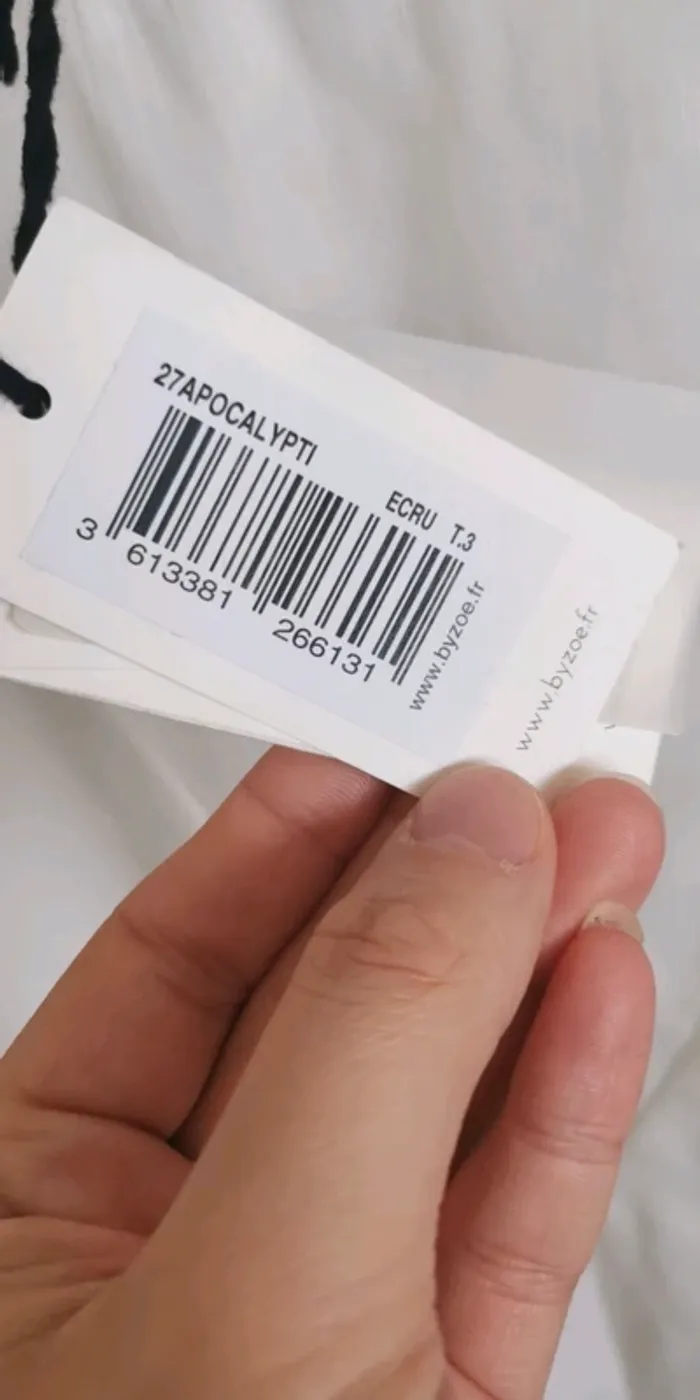 27APOCALYPTI
ECRU T.3
3 613381 266131
www.byzoe.fr
www.byzoe.fr